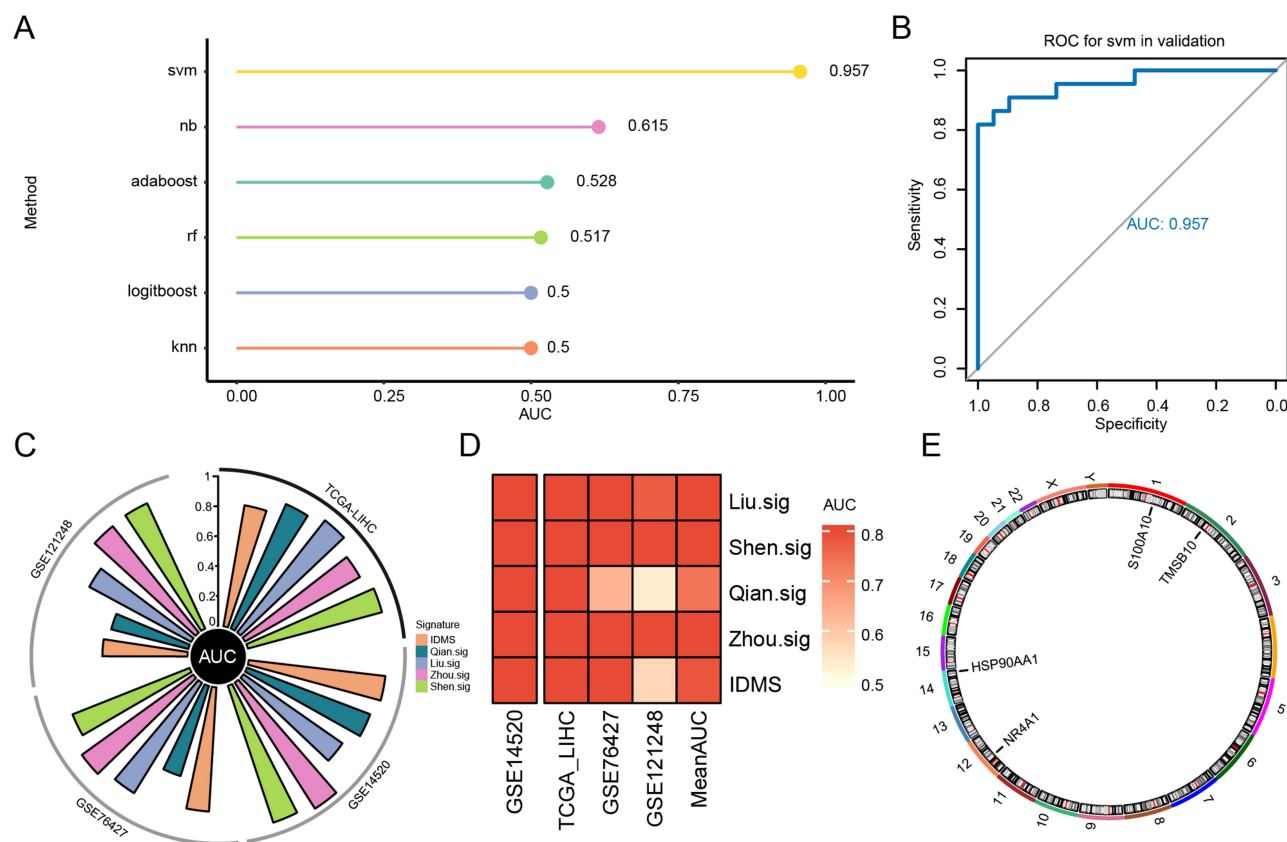 A
svm
0.957
nb
0.615
adaboost
0.528
rf
0.517
logitboost
0.5
knn
0.5
Method
0.00
0.25
0.50
0.75
1.00
AUC
B
ROC for svm in validation
1.0
0.8
0.6
0.4
0.2
0.0
Sensitivity
AUC: 0.957
1.0
0.8
0.6
0.4
0.2
0.0
Specificity
C
1
0.8
0.6
0.4
0.2
0
TCGA-LIHC
GSE14520
GSE76427
GSE121248
AUC
Signature
IDMS
Qian.sig
Liu.sig
Zhou.sig
Shen.sig
D
Liu.sig
Shen.sig
Qian.sig
Zhou.sig
IDMS
GSE14520
TCGA_LIHC
GSE76427
GSE121248
MeanAUC
AUC
0.8
0.7
0.6
0.5
E
1
2
3
5
6
7
8
9
10
11
12
13
14
15
16
17
18
19
20
21
22
X
Y
S100A10
TMSB10
HSP90AA1
NR4A1